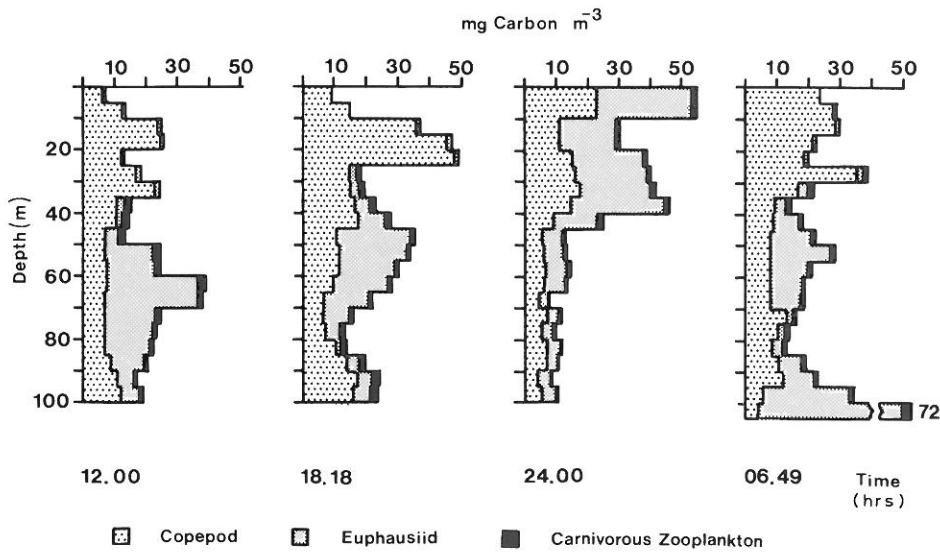 mg Carbon m⁻³
10 30 50
10 30 50
10 30 50
10 30 50
Depth (m)
20
40
60
80
100
72
12.00
18.18
24.00
06.49
Time
(hrs)
Copepod
Euphausiid
Carnivorous Zooplankton